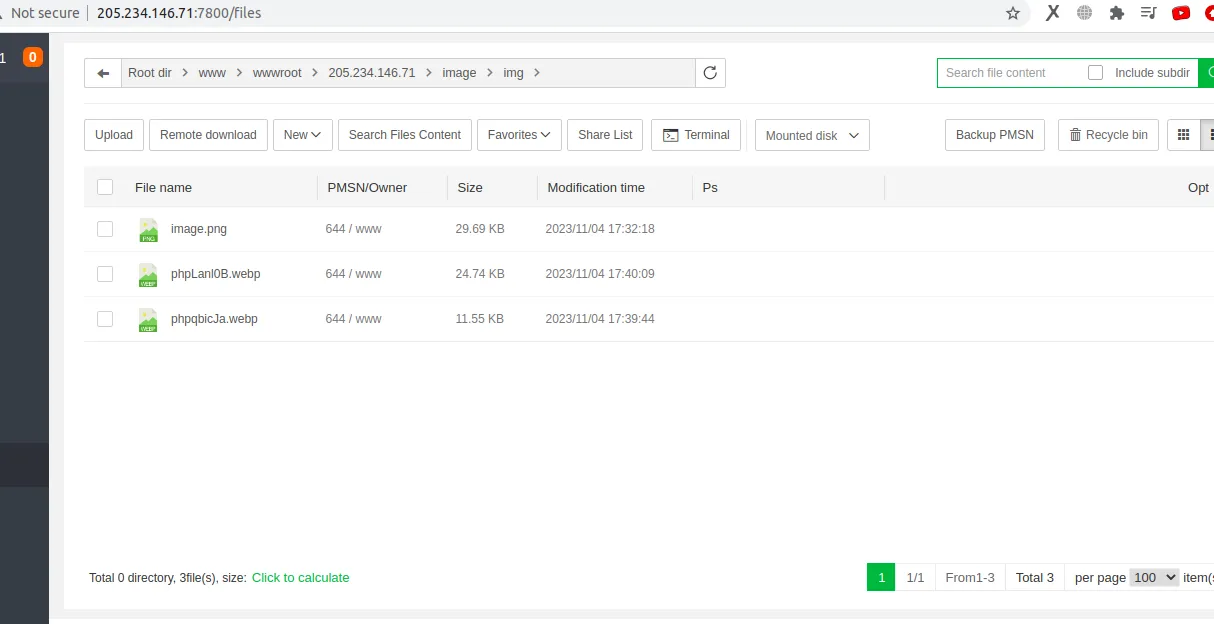 Not secure 205.234.146.71:7800/files
1 0
Root dir www wwwroot 205.234.146.71 image img
Search file content Include subdir
Upload Remote download New Search Files Content Favorites Share List Terminal Mounted disk Backup PMSN Recycle bin
File name PMSN/Owner Size Modification time Ps Opt
PNG image.png 644 / www 29.69 KB 2023/11/04 17:32:18
WEBP phpLanl0B.webp 644 / www 24.74 KB 2023/11/04 17:40:09
WEBP phpqbicJa.webp 644 / www 11.55 KB 2023/11/04 17:39:44
Total 0 directory, 3file(s), size: Click to calculate 1 1/1 From1-3 Total 3 per page 100 item(s